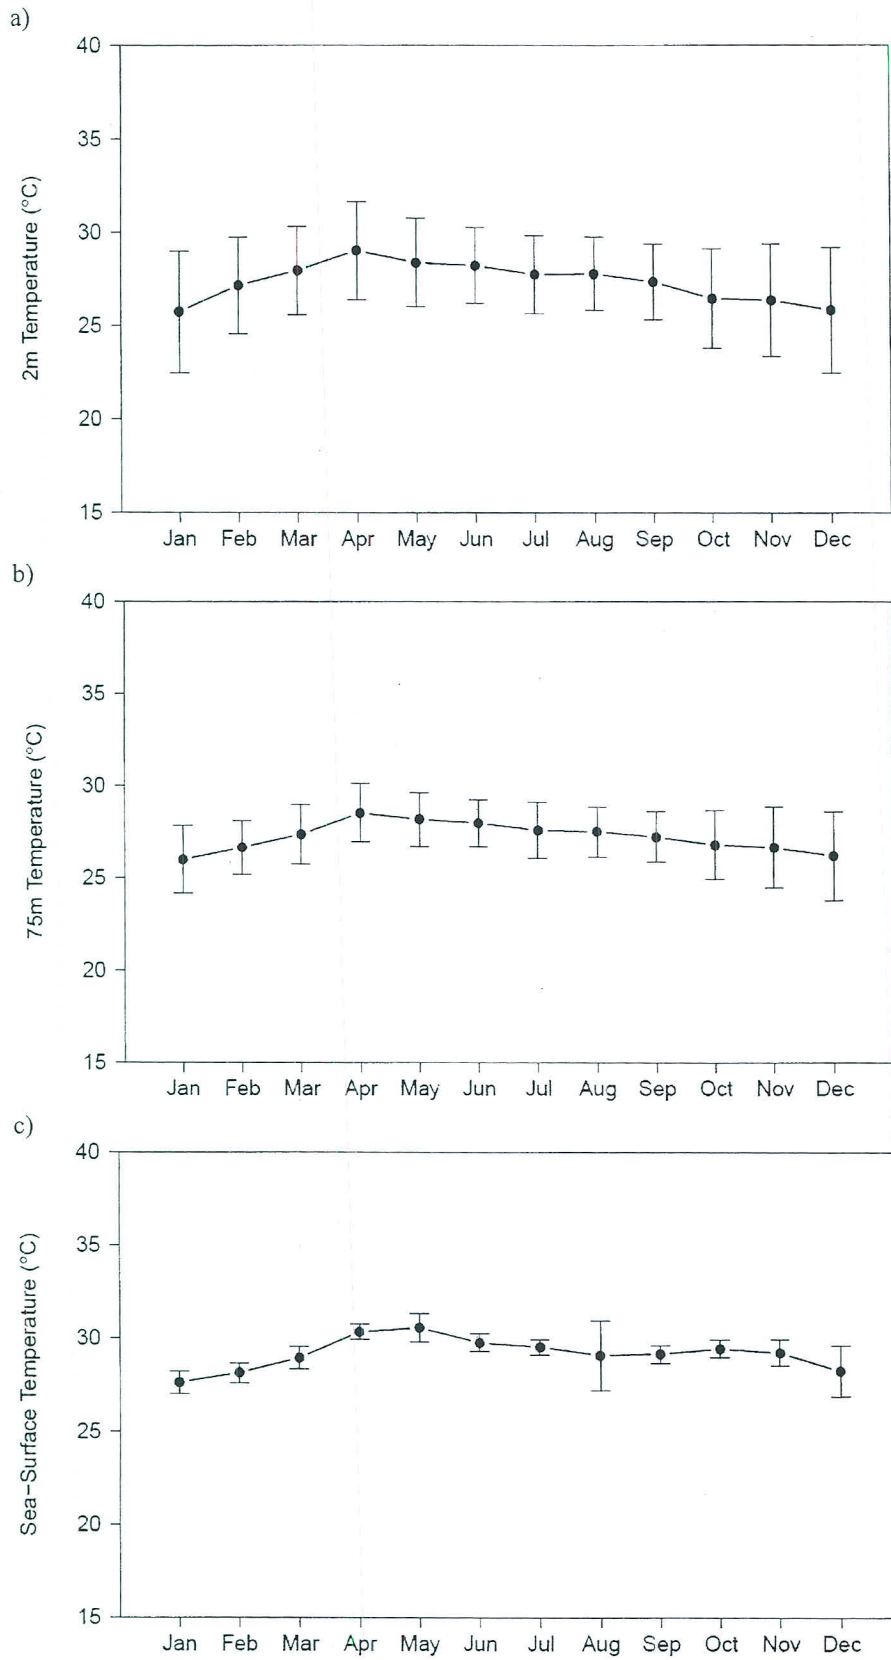 a)
40
35
30
25
20
15
2m Temperature (°C)
Jan Feb Mar Apr May Jun Jul Aug Sep Oct Nov Dec
b)
40
35
30
25
20
15
75m Temperature (°C)
Jan Feb Mar Apr May Jun Jul Aug Sep Oct Nov Dec
c)
40
35
30
25
20
15
Sea-Surface Temperature (°C)
Jan Feb Mar Apr May Jun Jul Aug Sep Oct Nov Dec